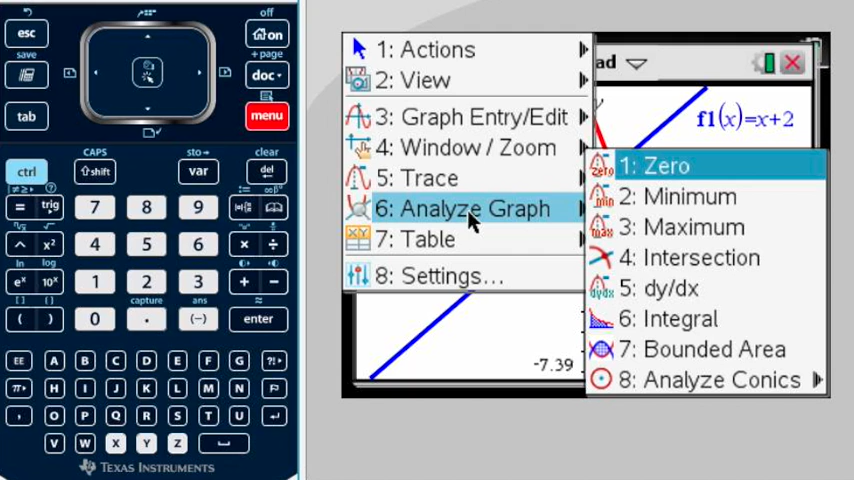 off
esc
on
save
+ page
doc
tab
menu
CAPS
sto→
clear
ctrl
⇧shift
var
del
=
trig
7
8
9
^
x²
4
5
6
×
÷
ln
log
eˣ
10ˣ
1
2
3
+
−
capture
ans
≈
(
)
0
.
(−)
enter
EE
A
B
C
D
E
F
G
?!
π
H
I
J
K
L
M
N
,
O
P
Q
R
S
T
U
V
W
X
Y
Z
TEXAS INSTRUMENTS
1: Actions
2: View
3: Graph Entry/Edit
4: Window / Zoom
5: Trace
6: Analyze Graph
7: Table
8: Settings…
ad
y
f1(x)=x+2
-7.39
1: Zero
2: Minimum
3: Maximum
4: Intersection
5: dy/dx
6: Integral
7: Bounded Area
8: Analyze Conics